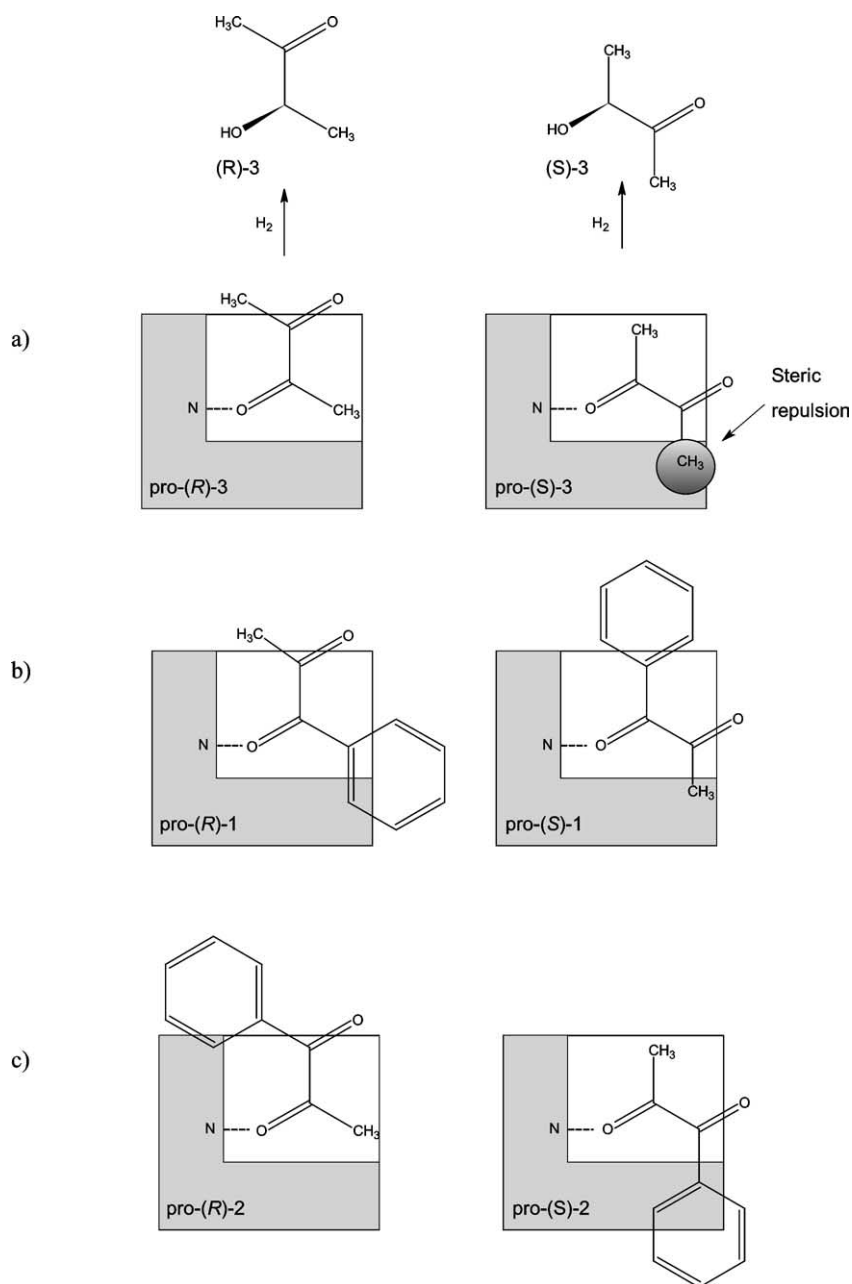 H₃C O CH₃
HO CH₃ HO O
(R)-3 (S)-3 CH₃
H₂ H₂
H₃C O
a) CH₃ O Steric
N O CH₃ N O repulsion
CH₃
pro-(R)-3 pro-(S)-3
H₃C O
b) O
N O N O
CH₃
pro-(R)-1 pro-(S)-1
O
c) CH₃ O
N O CH₃ N O
pro-(R)-2 pro-(S)-2